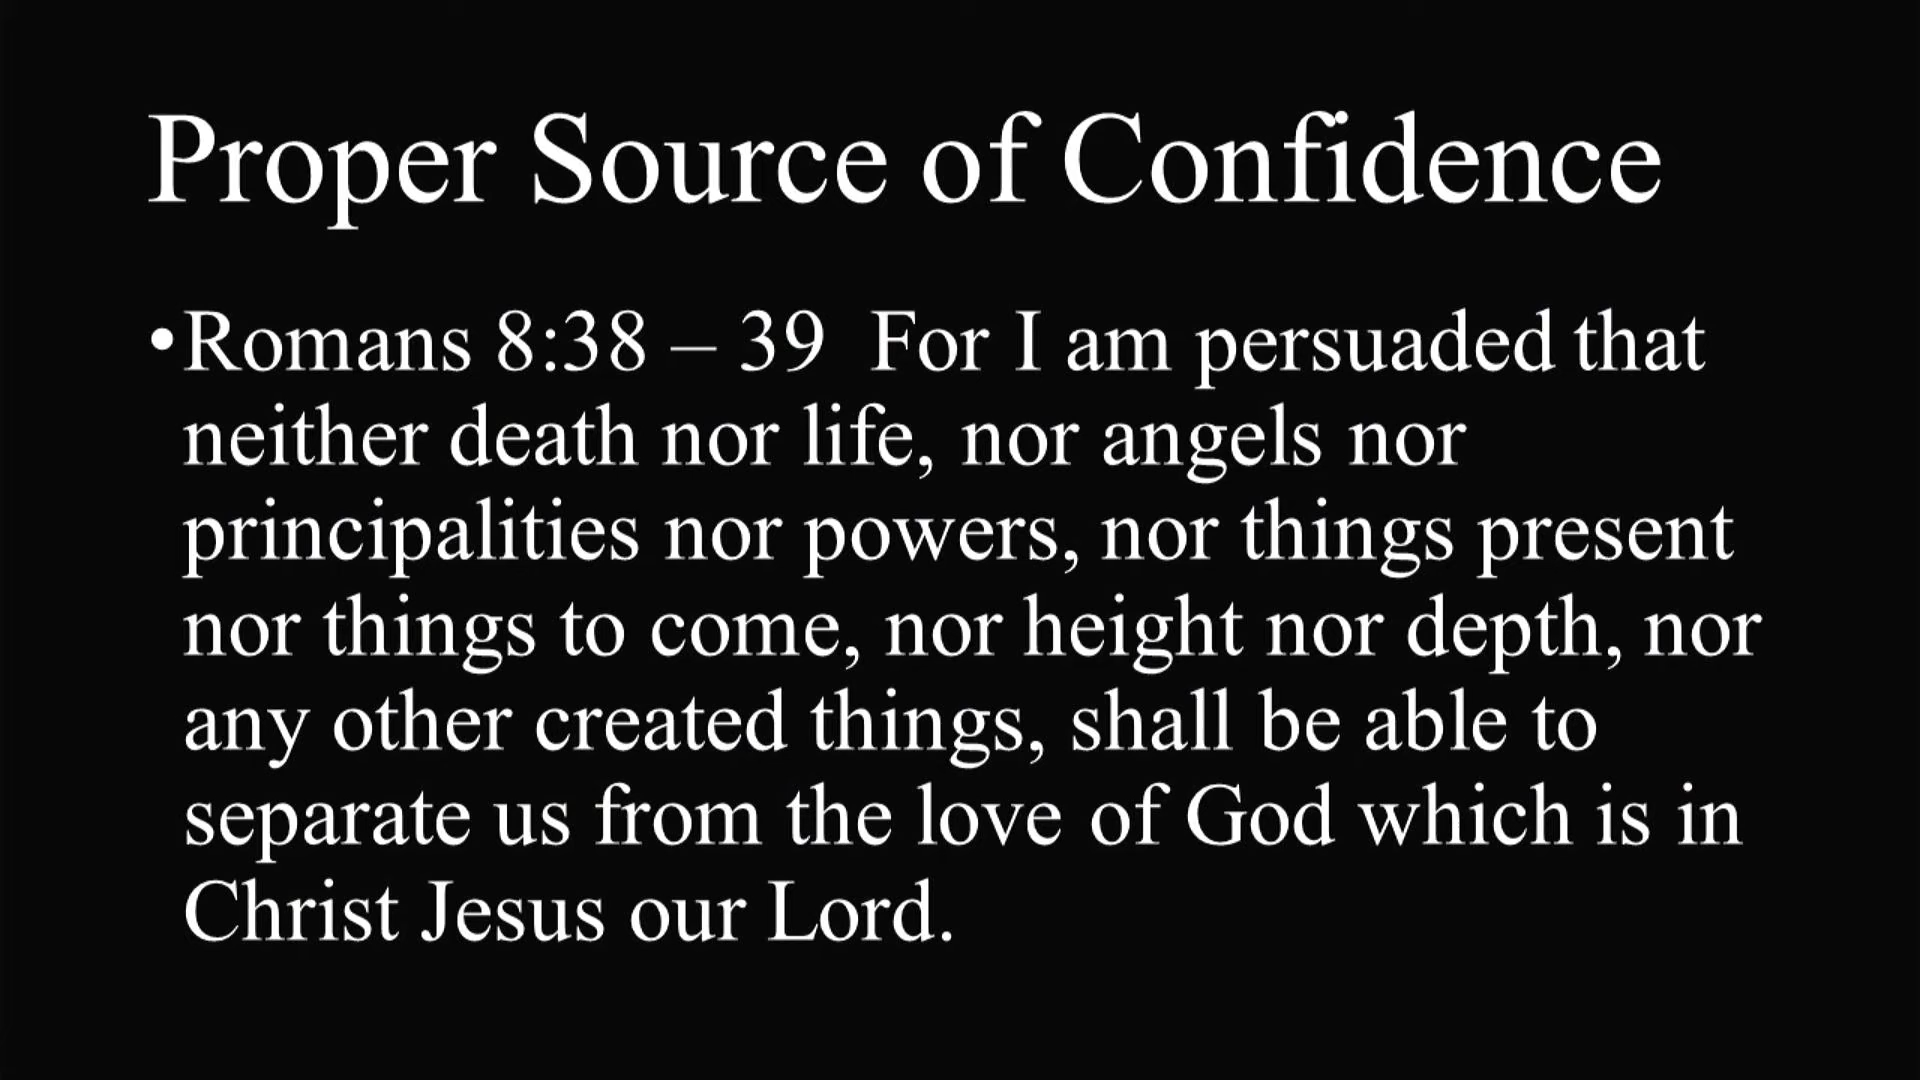 Proper Source of Confidence
•Romans 8:38 – 39  For I am persuaded that
neither death nor life, nor angels nor
principalities nor powers, nor things present
nor things to come, nor height nor depth, nor
any other created things, shall be able to
separate us from the love of God which is in
Christ Jesus our Lord.